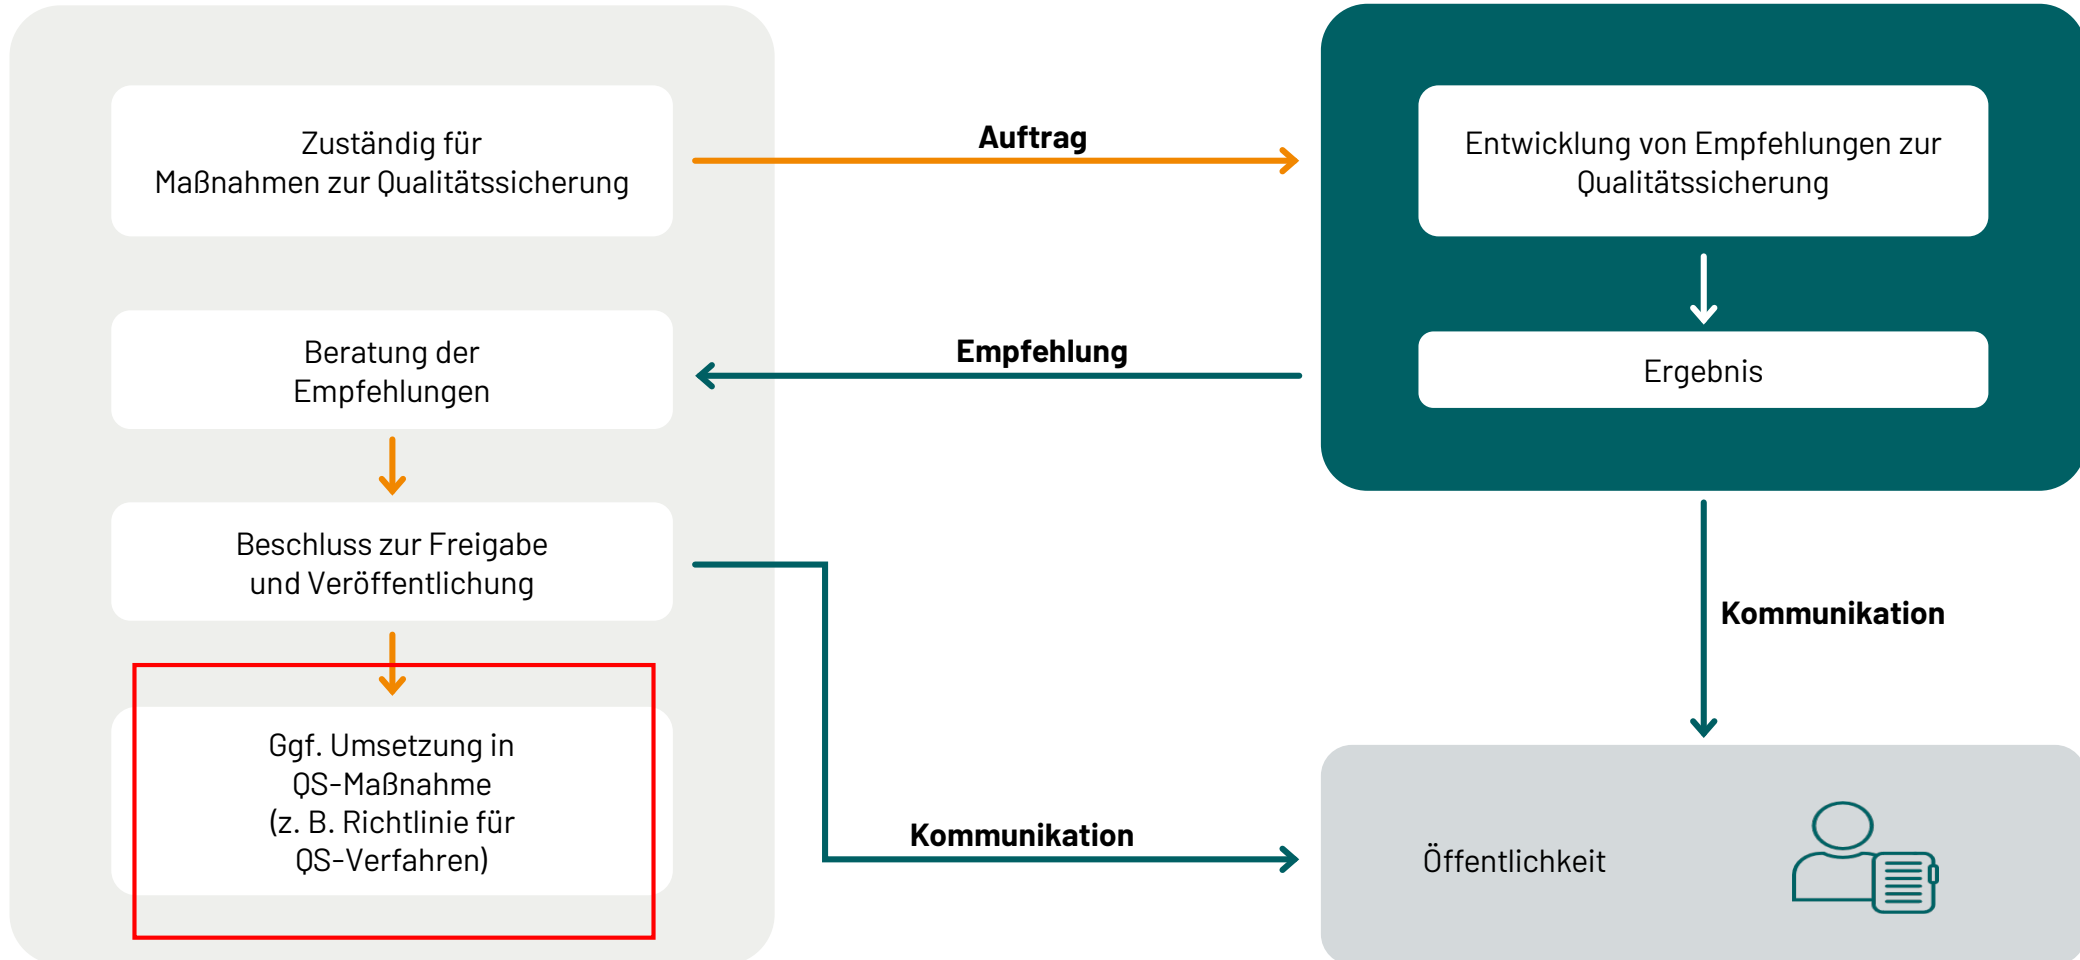 Zuständig für
Maßnahmen zur Qualitätssicherung
Auftrag
Entwicklung von Empfehlungen zur
Qualitätssicherung
Beratung der
Empfehlungen
Empfehlung
Ergebnis
Beschluss zur Freigabe
und Veröffentlichung
Kommunikation
Ggf. Umsetzung in
QS-Maßnahme
(z. B. Richtlinie für
QS-Verfahren)
Kommunikation
Öffentlichkeit